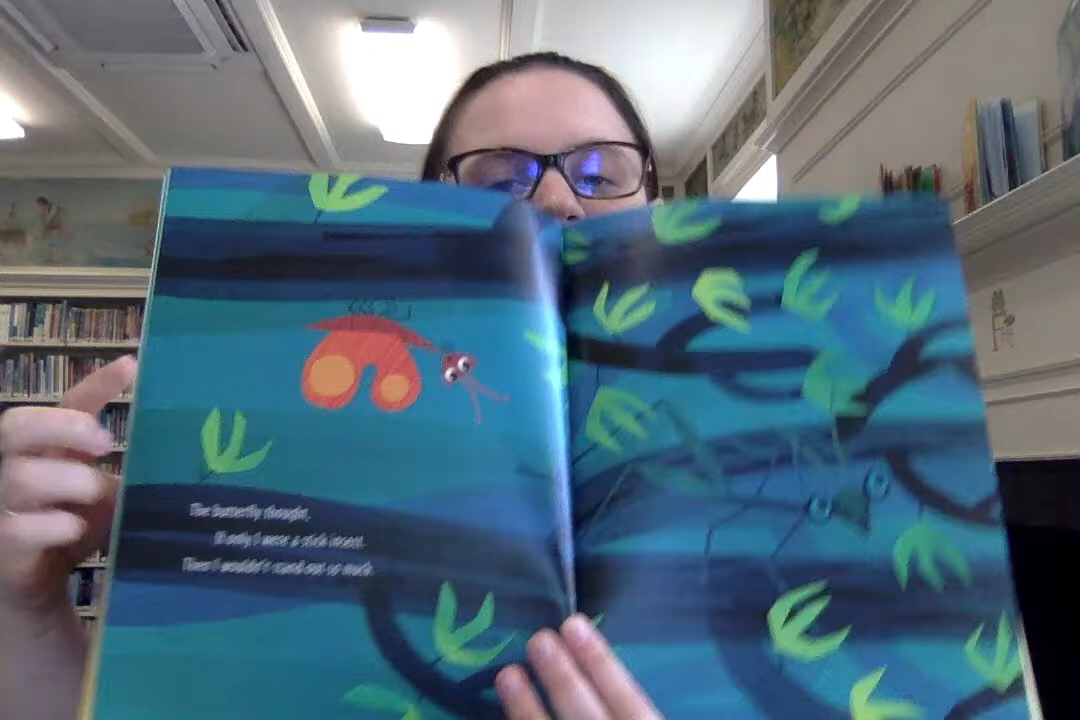 The butterfly thought,
If only I were a stick insect.
Then I wouldn't stand out so much.